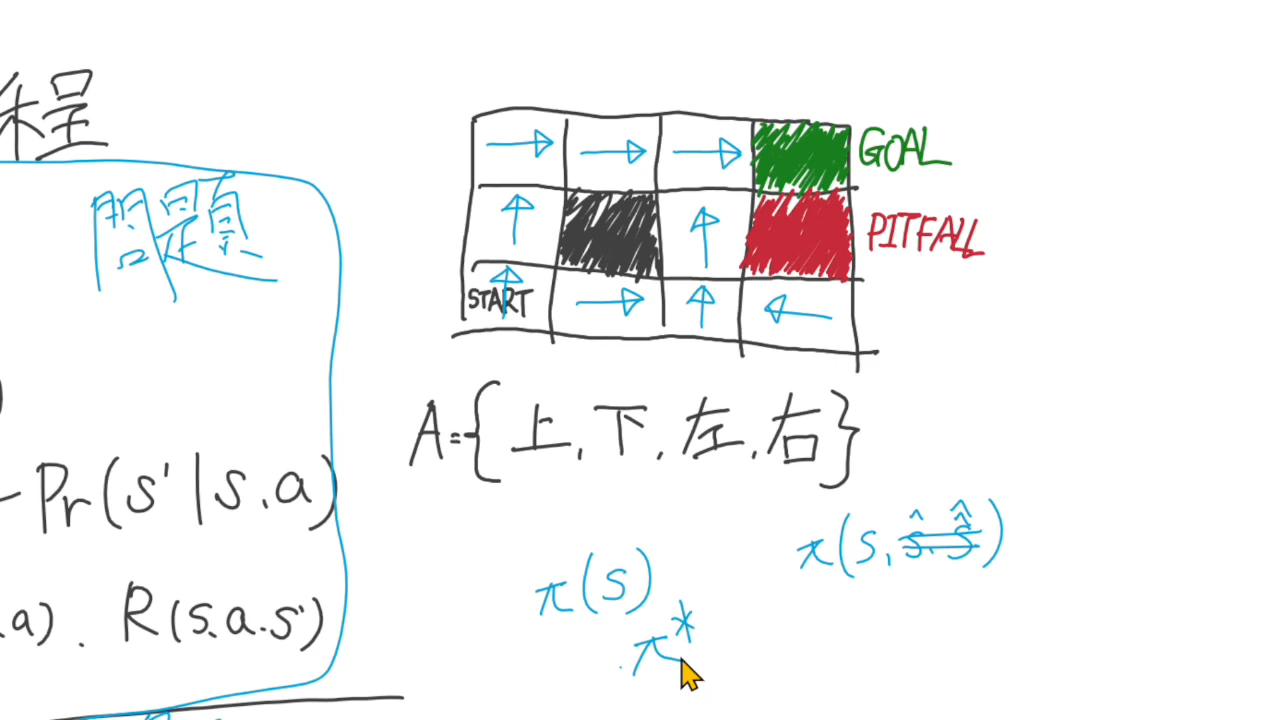 程
問題
GOAL
PITFALL
START
A={上,下,左,右}
Pr(s'|s,a)
π(s,ŝ,ŝ)
π(s)
,a). R(s,a,s')
π*